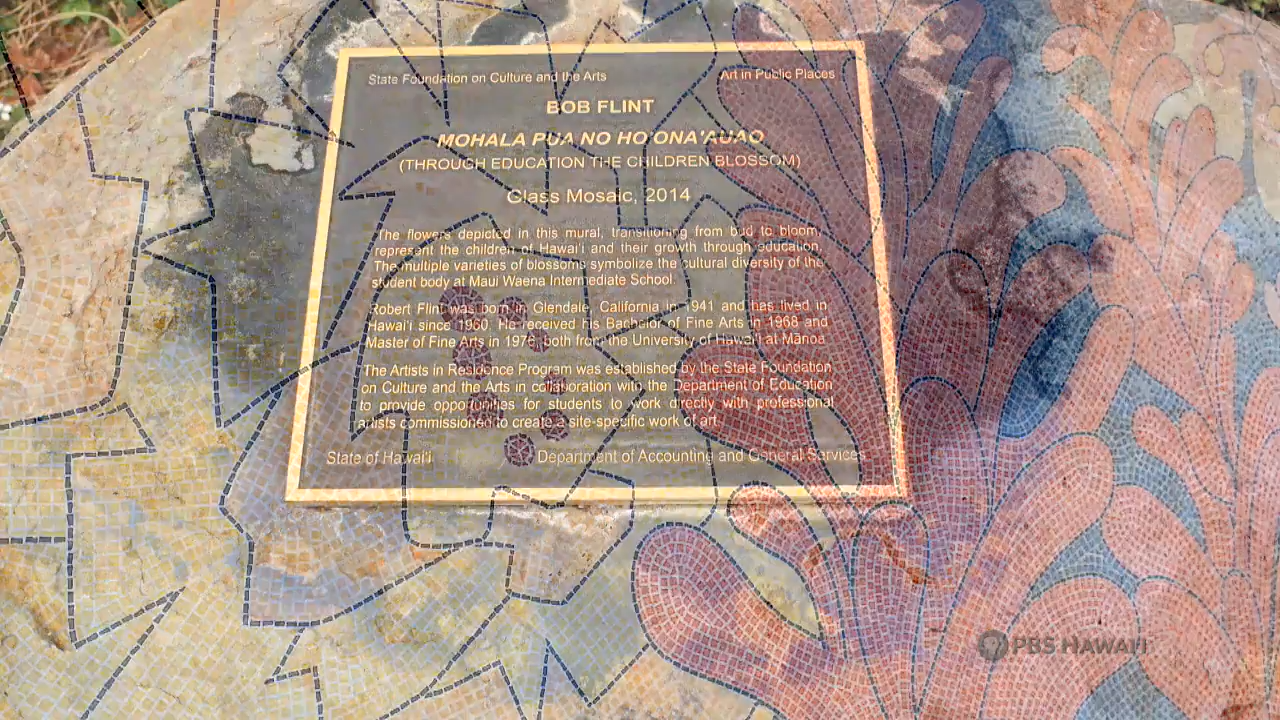 State Foundation on Culture and the Arts
Art in Public Places
BOB FLINT
MOHALA PUA NO HO'ONA'AUAO
(THROUGH EDUCATION THE CHILDREN BLOSSOM)
Glass Mosaic, 2014
The flowers depicted in this mural, transitioning from bud to bloom,
represent the children of Hawai'i and their growth through education.
The multiple varieties of blossoms symbolize the cultural diversity of the
student body at Maui Waena Intermediate School.
Robert Flint was born in Glendale, California in 1941 and has lived in
Hawai'i since 1960. He received his Bachelor of Fine Arts in 1968 and
Master of Fine Arts in 1976, both from the University of Hawai'i at Mānoa
The Artists in Residence Program was established by the State Foundation
on Culture and the Arts in collaboration with the Department of Education
to provide opportunities for students to work directly with professional
artists commissioned to create a site-specific work of art.
State of Hawai'i
Department of Accounting and General Services
PBS HAWAI'I